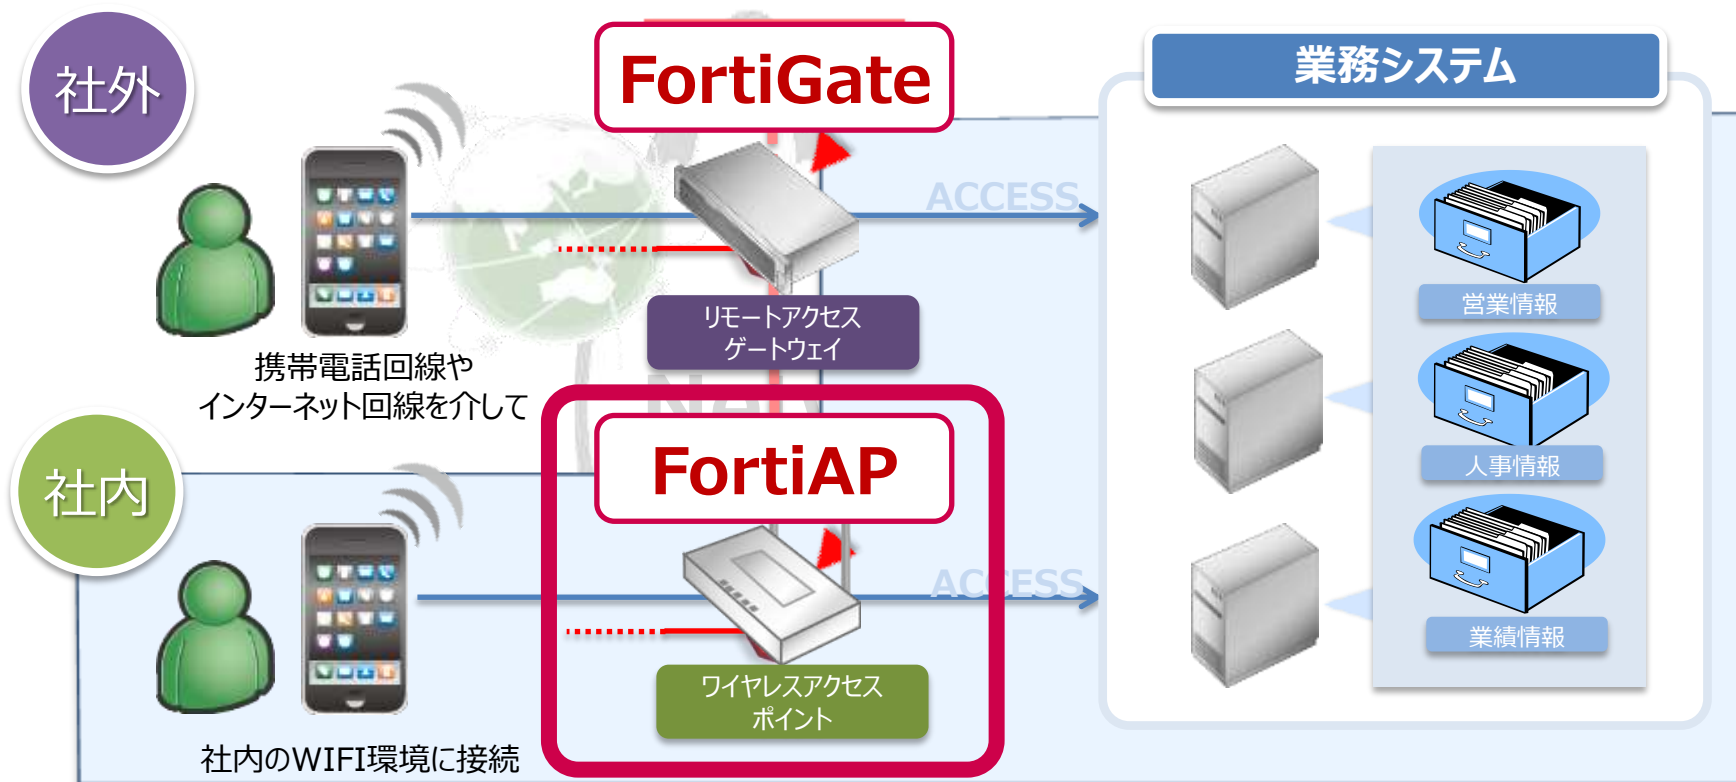 社外
FortiGate
業務システム
ACCESS
リモートアクセス
ゲートウェイ
営業情報
携帯電話回線や
インターネット回線を介して
人事情報
社内
FortiAP
ACCESS
業績情報
ワイヤレスアクセス
ポイント
社内のWIFI環境に接続